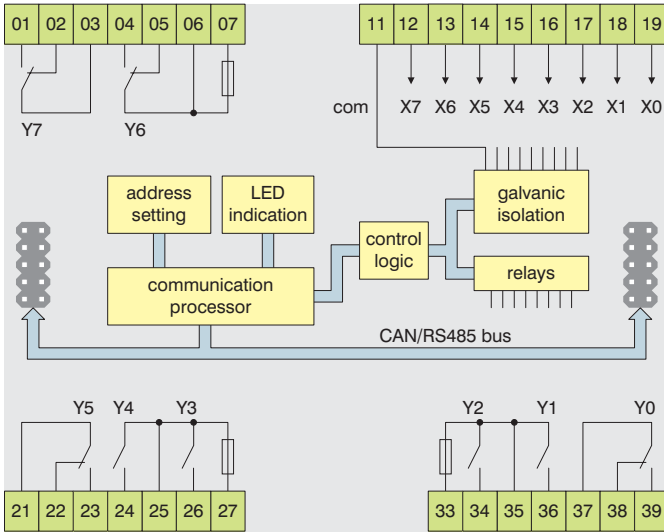 01 02 03 04 05 06 07
11 12 13 14 15 16 17 18 19
com X7 X6 X5 X4 X3 X2 X1 X0
Y7 Y6
address
setting
LED
indication
galvanic
isolation
control
logic
communication
processor
relays
CAN/RS485 bus
Y5 Y4 Y3
Y2 Y1 Y0
21 22 23 24 25 26 27
33 34 35 36 37 38 39